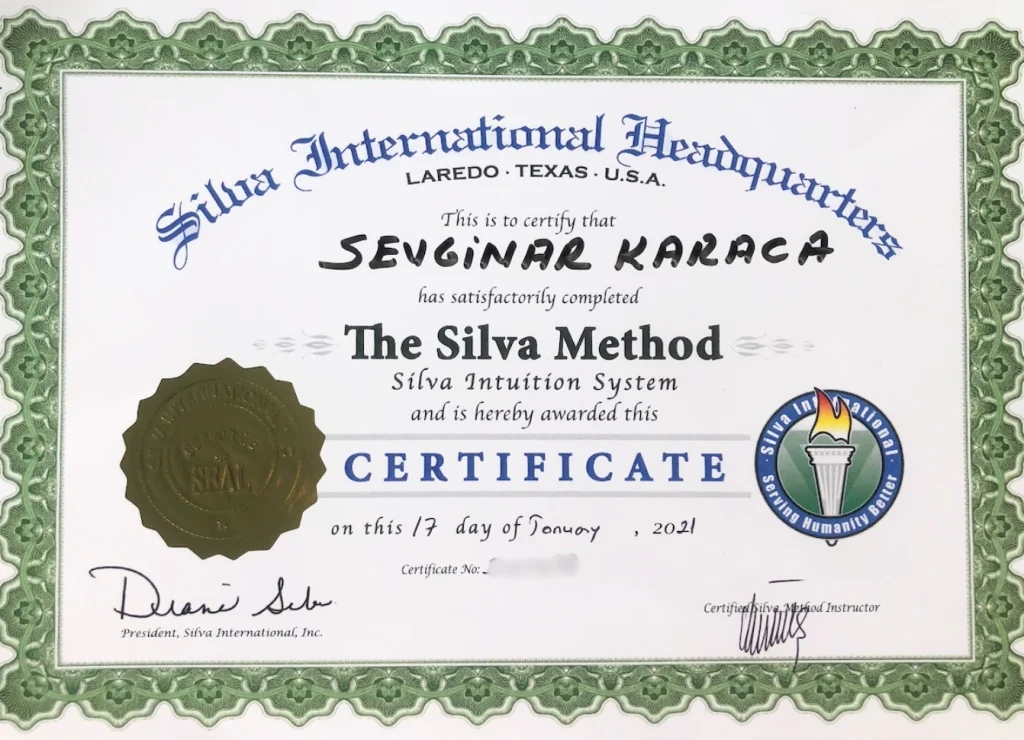 Silva International Headquarters
LAREDO · TEXAS · U.S.A.
This is to certify that
SEVGiNAR KARACA
has satisfactorily completed
The Silva Method
Silva Intuition System
and is hereby awarded this
CERTIFICATE
on this 17 day of January , 2021
Certificate No:
President, Silva International, Inc.
Certified Silva Method Instructor
SEAL
Silva International
Serving Humanity Better